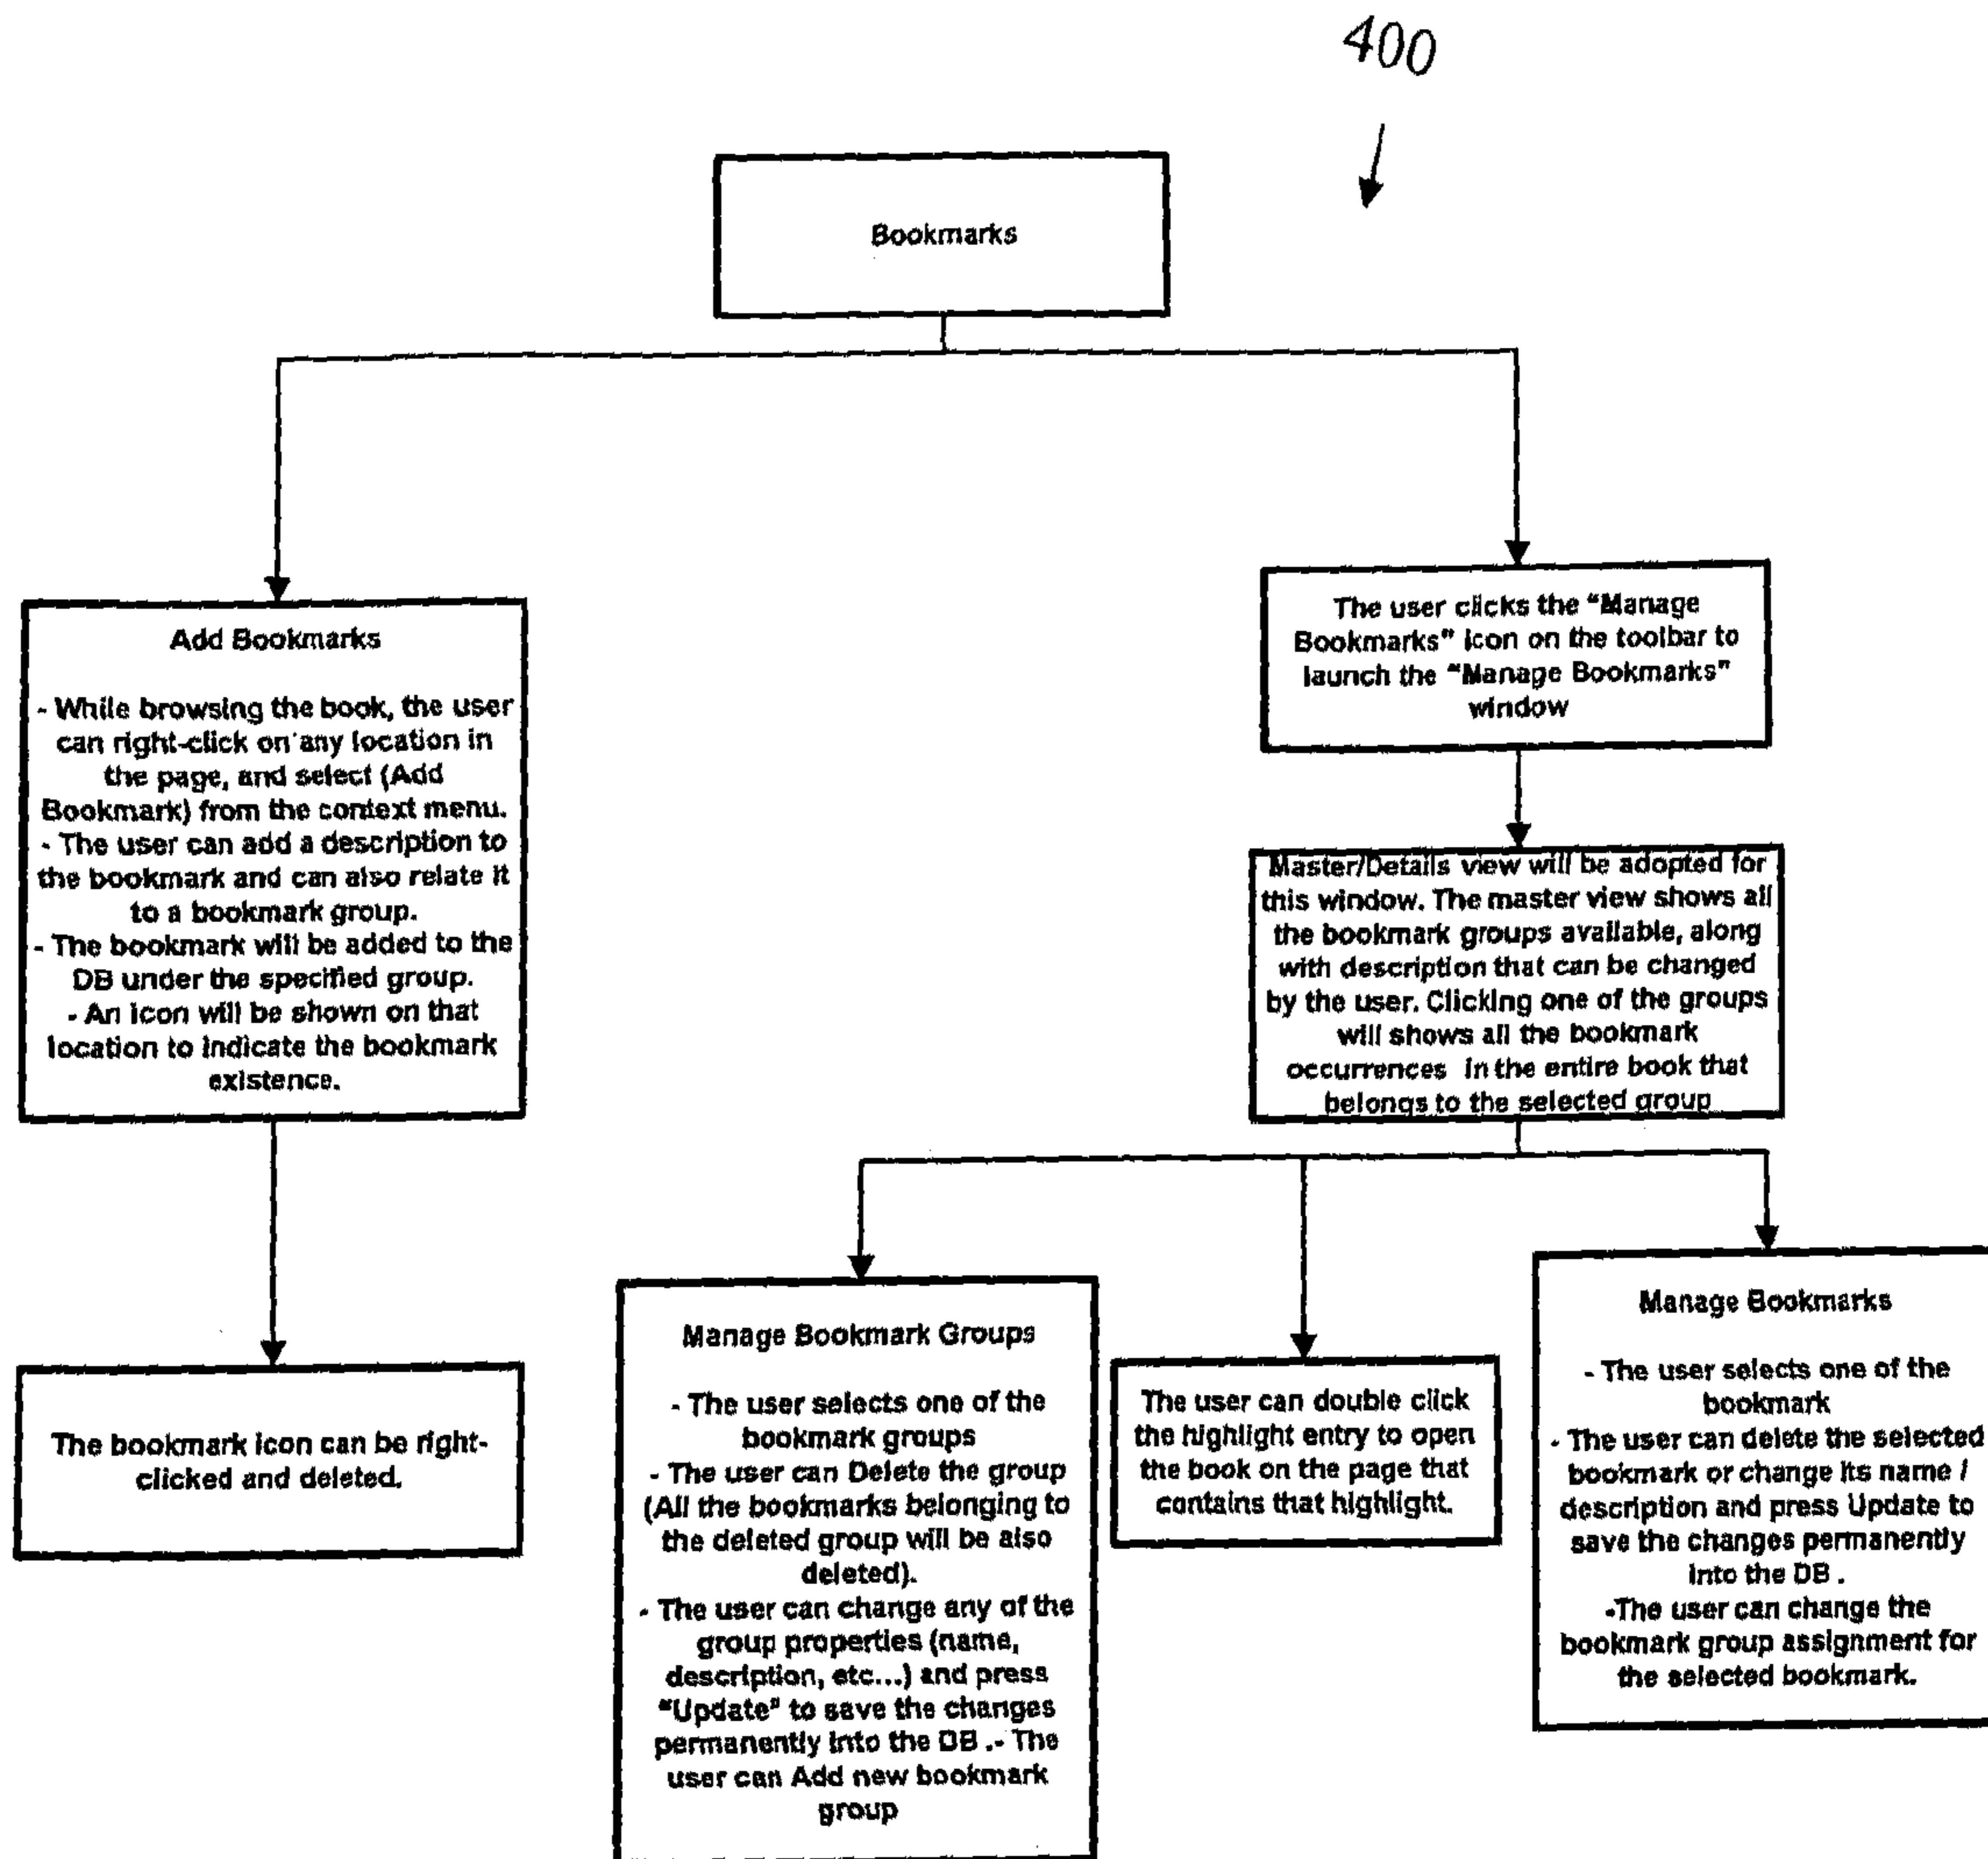 400
Bookmarks
Add Bookmarks
- While browsing the book, the user
can right-click on any location in
the page, and select (Add
Bookmark) from the context menu.
- The user can add a description to
the bookmark and can also relate it
to a bookmark group.
- The bookmark will be added to the
DB under the specified group.
- An icon will be shown on that
location to indicate the bookmark
existence.
The bookmark icon can be right-
clicked and deleted.
The user clicks the “Manage
Bookmarks” icon on the toolbar to
launch the “Manage Bookmarks”
window
Master/Details view will be adopted for
this window. The master view shows all
the bookmark groups available, along
with description that can be changed
by the user. Clicking one of the groups
will shows all the bookmark
occurrences in the entire book that
belongs to the selected group
Manage Bookmark Groups
- The user selects one of the
bookmark groups
- The user can Delete the group
(All the bookmarks belonging to
the deleted group will be also
deleted).
- The user can change any of the
group properties (name,
description, etc...) and press
“Update” to save the changes
permanently into the DB .- The
user can Add new bookmark
group
The user can double click
the highlight entry to open
the book on the page that
contains that highlight.
Manage Bookmarks
- The user selects one of the
bookmark
- The user can delete the selected
bookmark or change its name /
description and press Update to
save the changes permanently
into the DB .
-The user can change the
bookmark group assignment for
the selected bookmark.